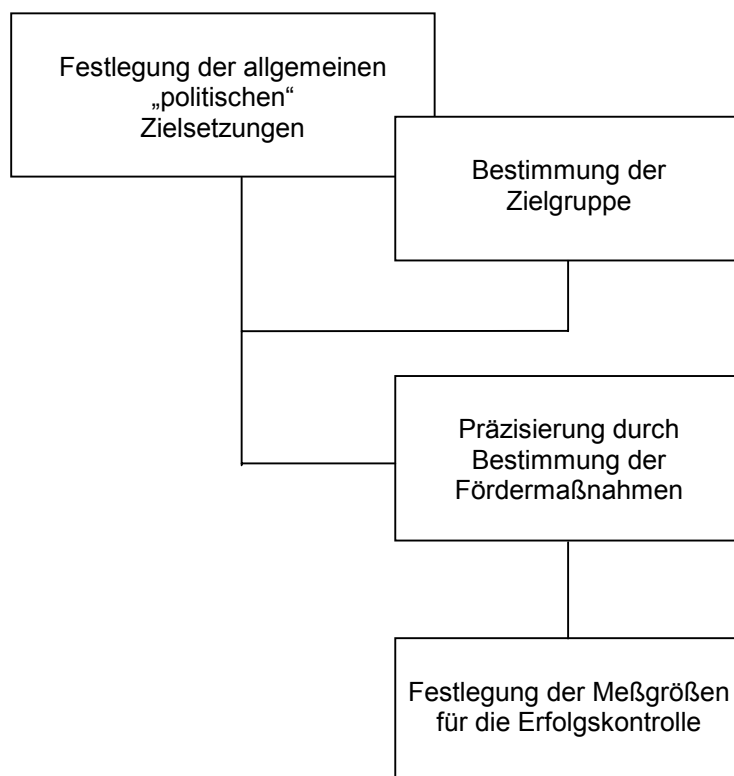 Festlegung der allgemeinen
„politischen“
Zielsetzungen
Bestimmung der
Zielgruppe
Präzisierung durch
Bestimmung der
Fördermaßnahmen
Festlegung der Meßgrößen
für die Erfolgskontrolle